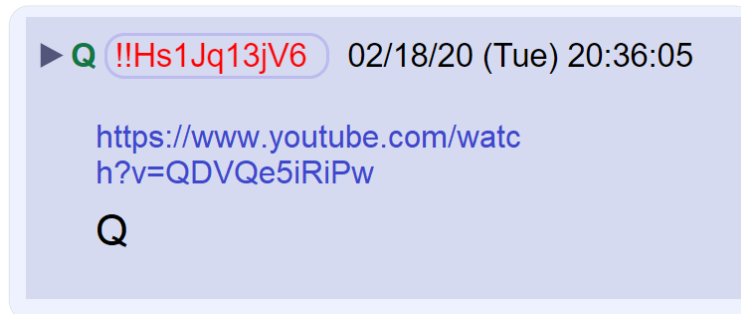 ▶ Q !!Hs1Jq13jV6 02/18/20 (Tue) 20:36:05
https://www.youtube.com/watc
h?v=QDVQe5iRiPw
Q